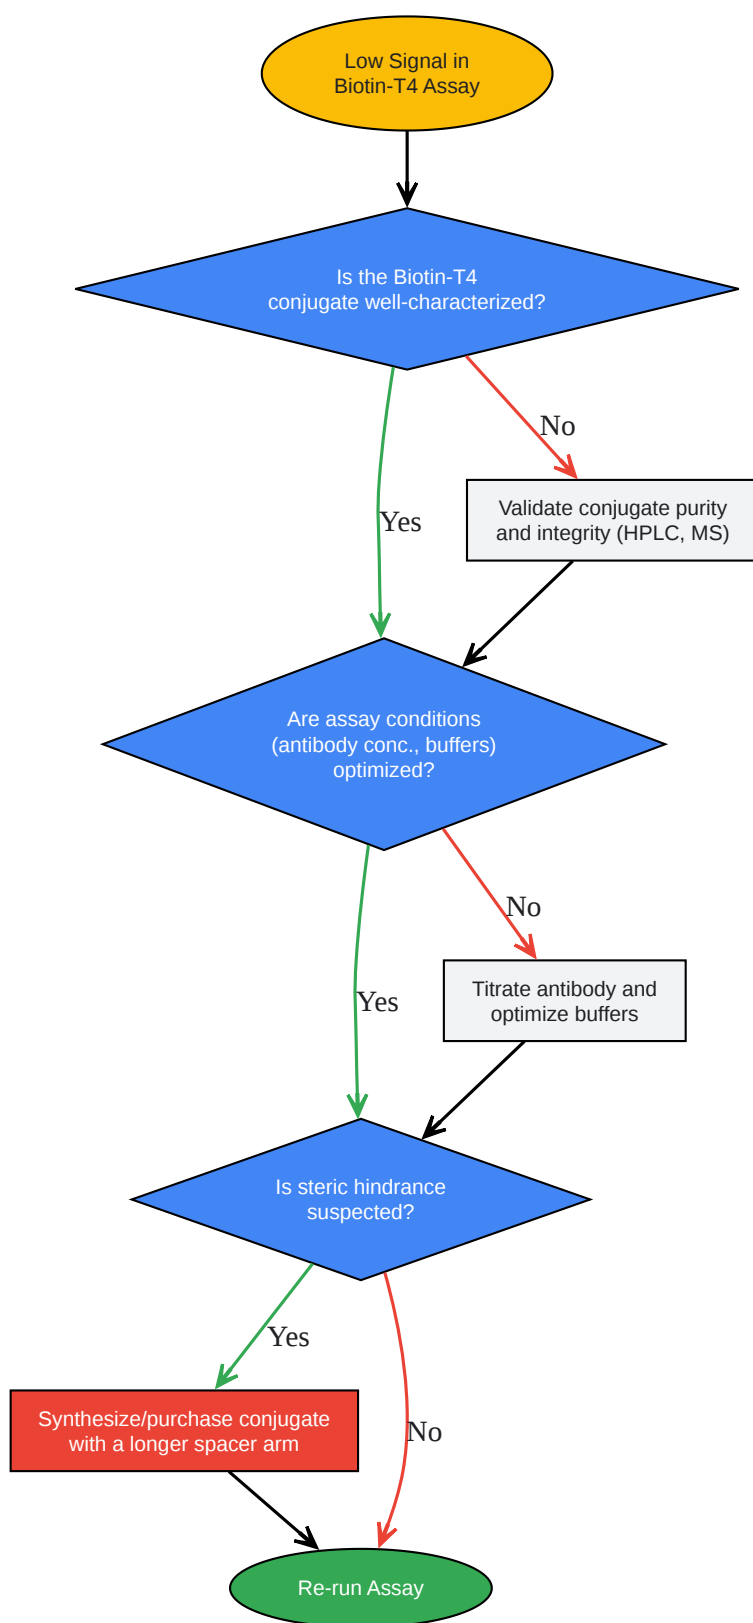 Low Signal in
Biotin-T4 Assay
Is the Biotin-T4
conjugate well-characterized?
No
Validate conjugate purity
and integrity (HPLC, MS)
Yes
Are assay conditions
(antibody conc., buffers)
optimized?
No
Titrate antibody and
optimize buffers
Yes
Is steric hindrance
suspected?
Yes
Synthesize/purchase conjugate
with a longer spacer arm
No
Re-run Assay